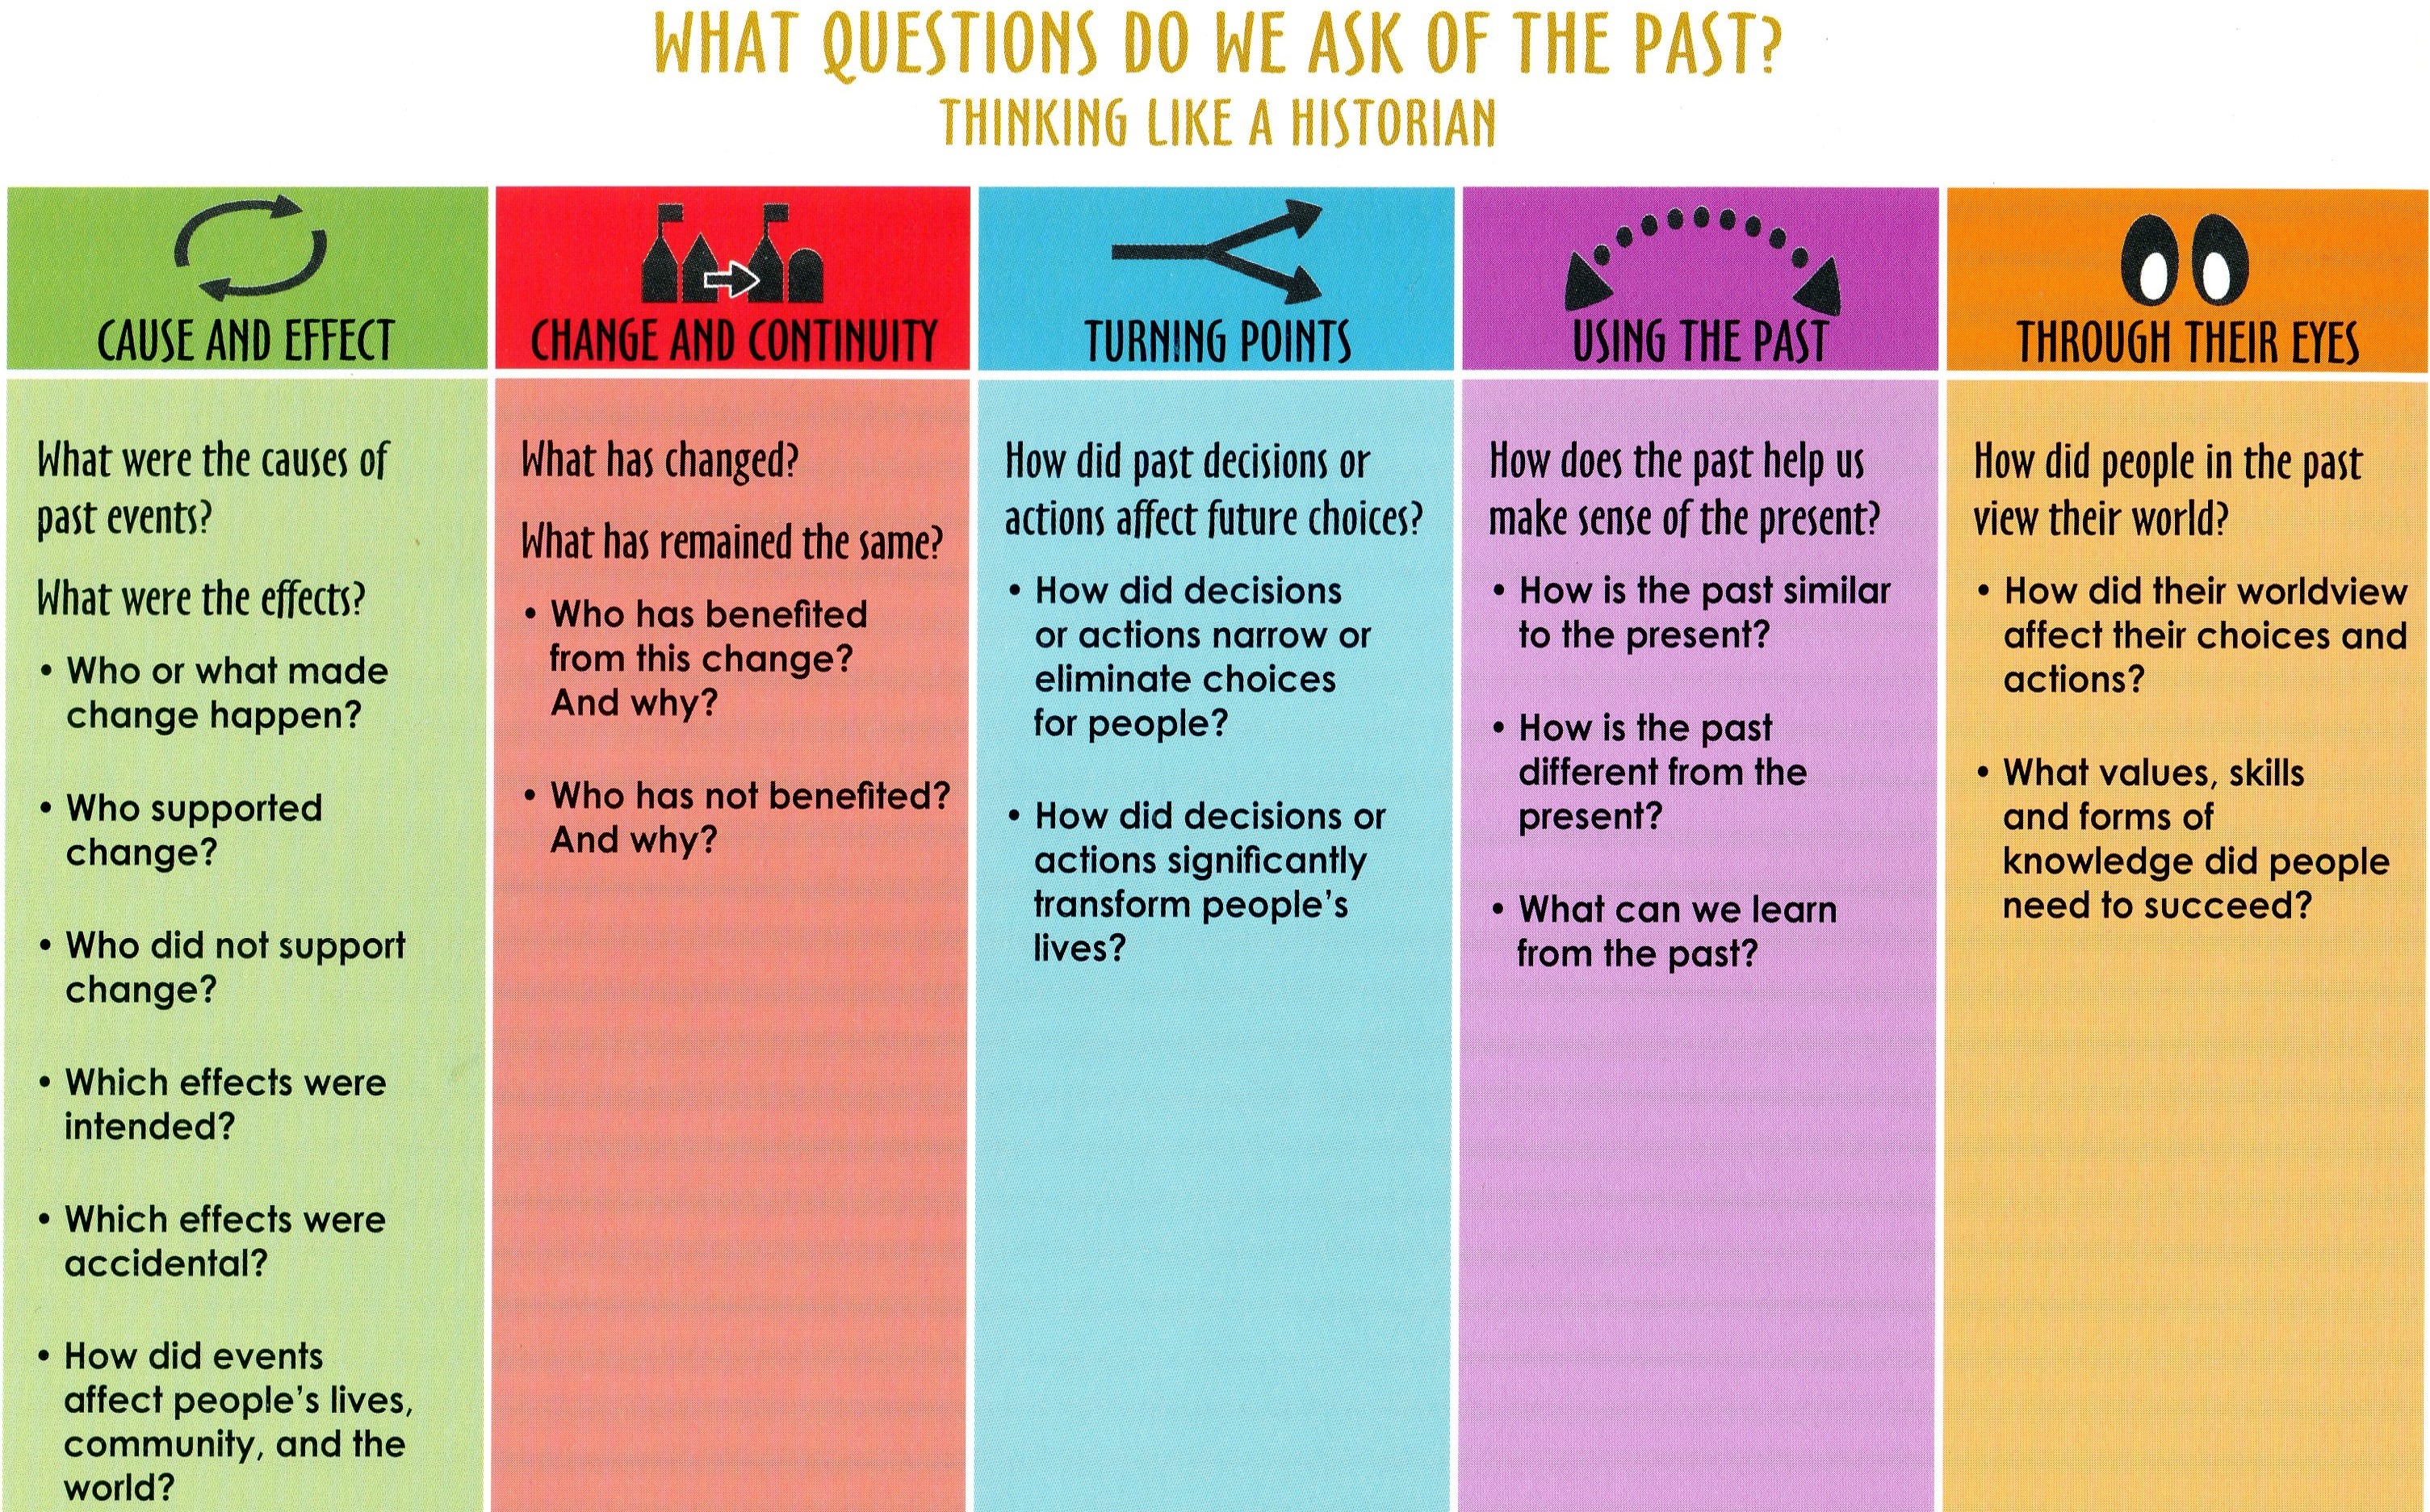 WHAT QUESTIONS DO WE ASK OF THE PAST?
THINKING LIKE A HISTORIAN
CAUSE AND EFFECT
What were the causes of
past events?
What were the effects?
• Who or what made
change happen?
• Who supported
change?
• Who did not support
change?
• Which effects were
intended?
• Which effects were
accidental?
• How did events
affect people's lives,
community, and the
world?
CHANGE AND CONTINUITY
What has changed?
What has remained the same?
• Who has benefited
from this change?
And why?
• Who has not benefited?
And why?
TURNING POINTS
How did past decisions or
actions affect future choices?
• How did decisions
or actions narrow or
eliminate choices
for people?
• How did decisions or
actions significantly
transform people's
lives?
USING THE PAST
How does the past help us
make sense of the present?
• How is the past similar
to the present?
• How is the past
different from the
present?
• What can we learn
from the past?
THROUGH THEIR EYES
How did people in the past
view their world?
• How did their worldview
affect their choices and
actions?
• What values, skills
and forms of
knowledge did people
need to succeed?